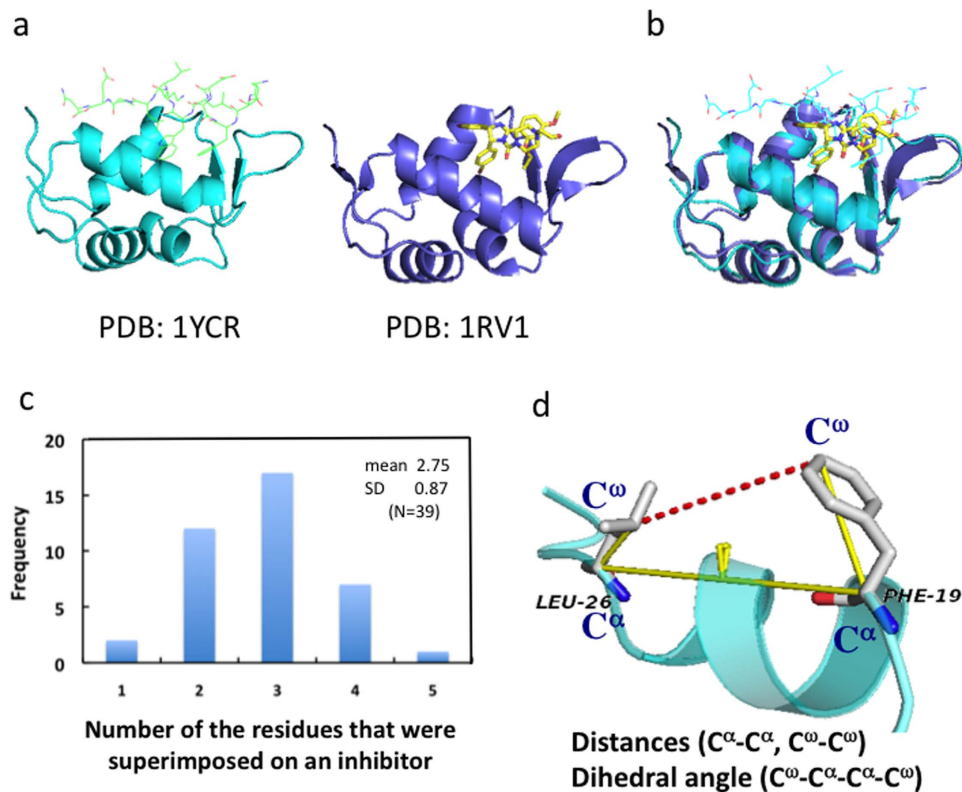 a
b
PDB: 1YCR
PDB: 1RV1
c
20
15
10
5
0
Frequency
mean 2.75
SD 0.87
(N=39)
1 2 3 4 5
Number of the residues that were
superimposed on an inhibitor
d
Cω
Cω
LEU-26
PHE-19
Cα
Cα
Distances (Cα-Cα, Cω-Cω)
Dihedral angle (Cω-Cα-Cα-Cω)